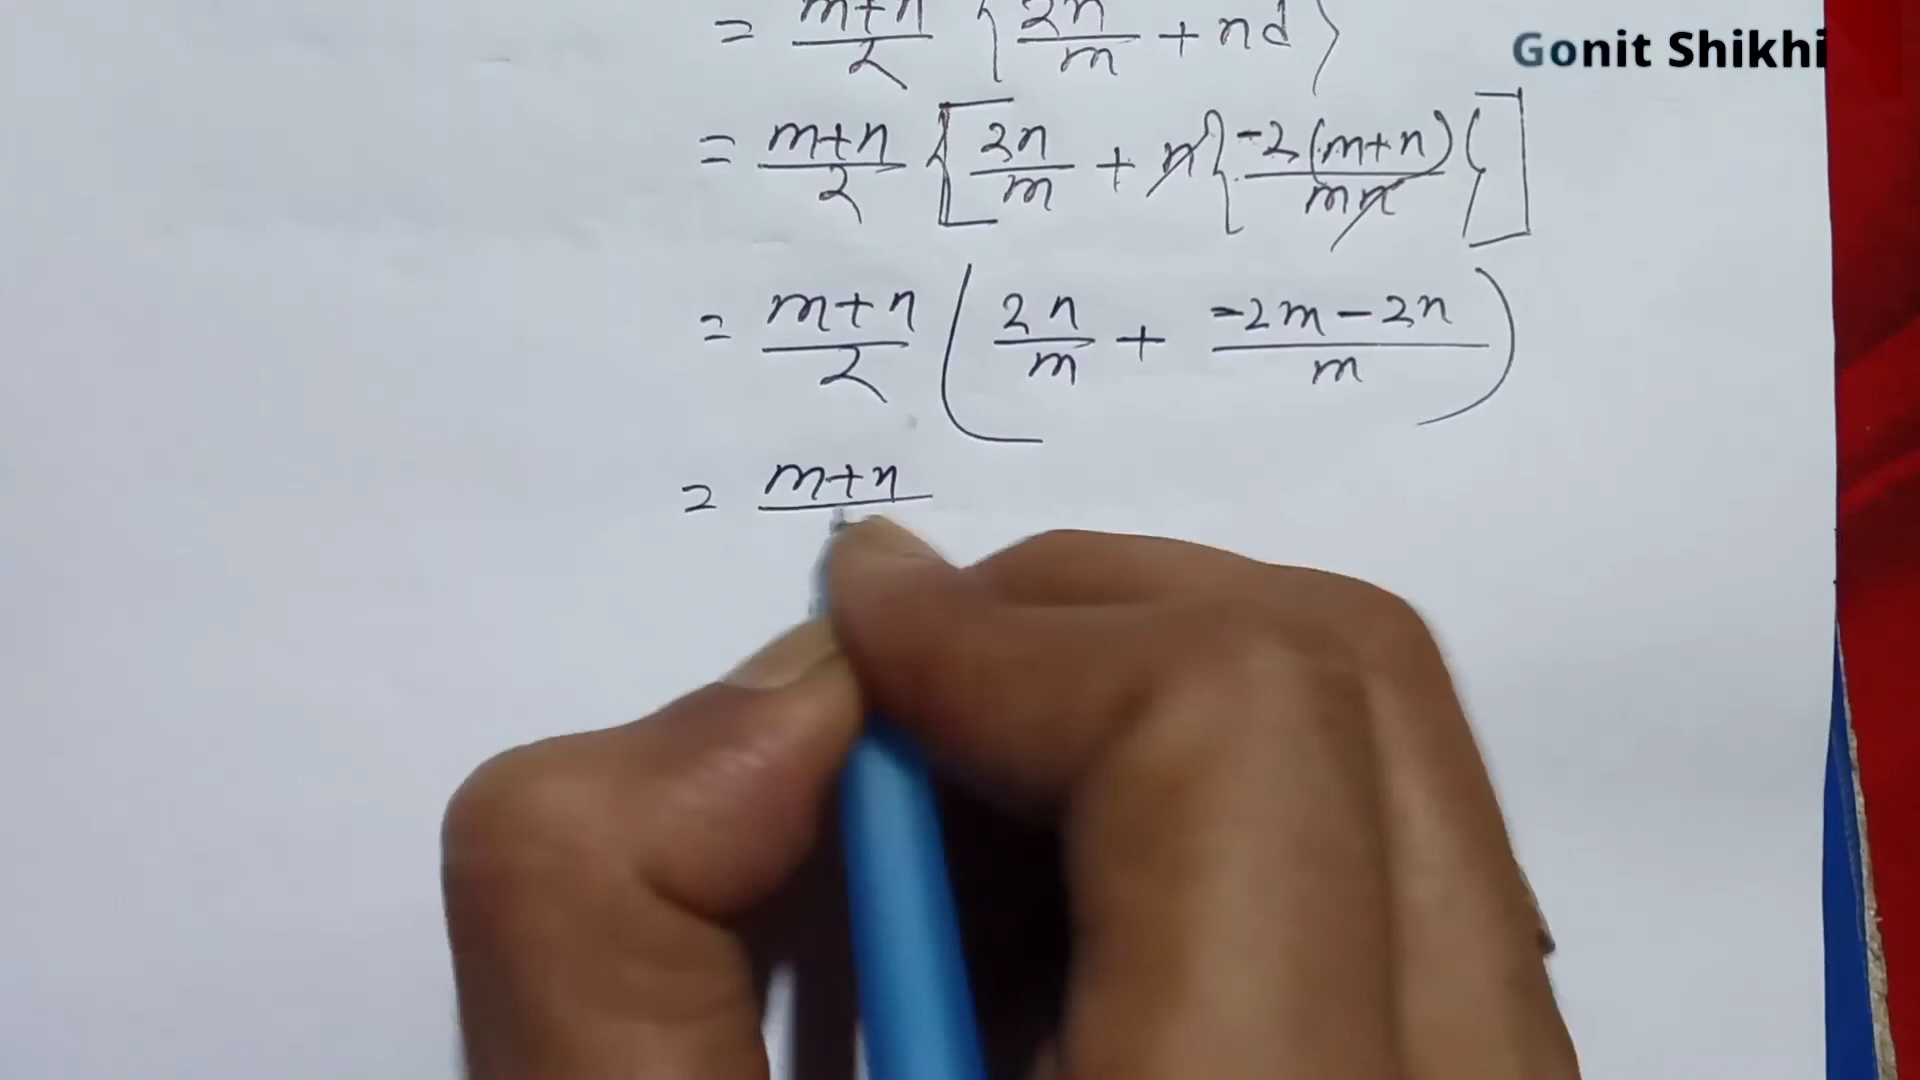 = m+n/2 {2n/m + nd}
Gonit Shikhi
= m+n/2 [2n/m + n{-2(m+n)/mn}]
= m+n/2 (2n/m + -2m-2n/m)
= m+n